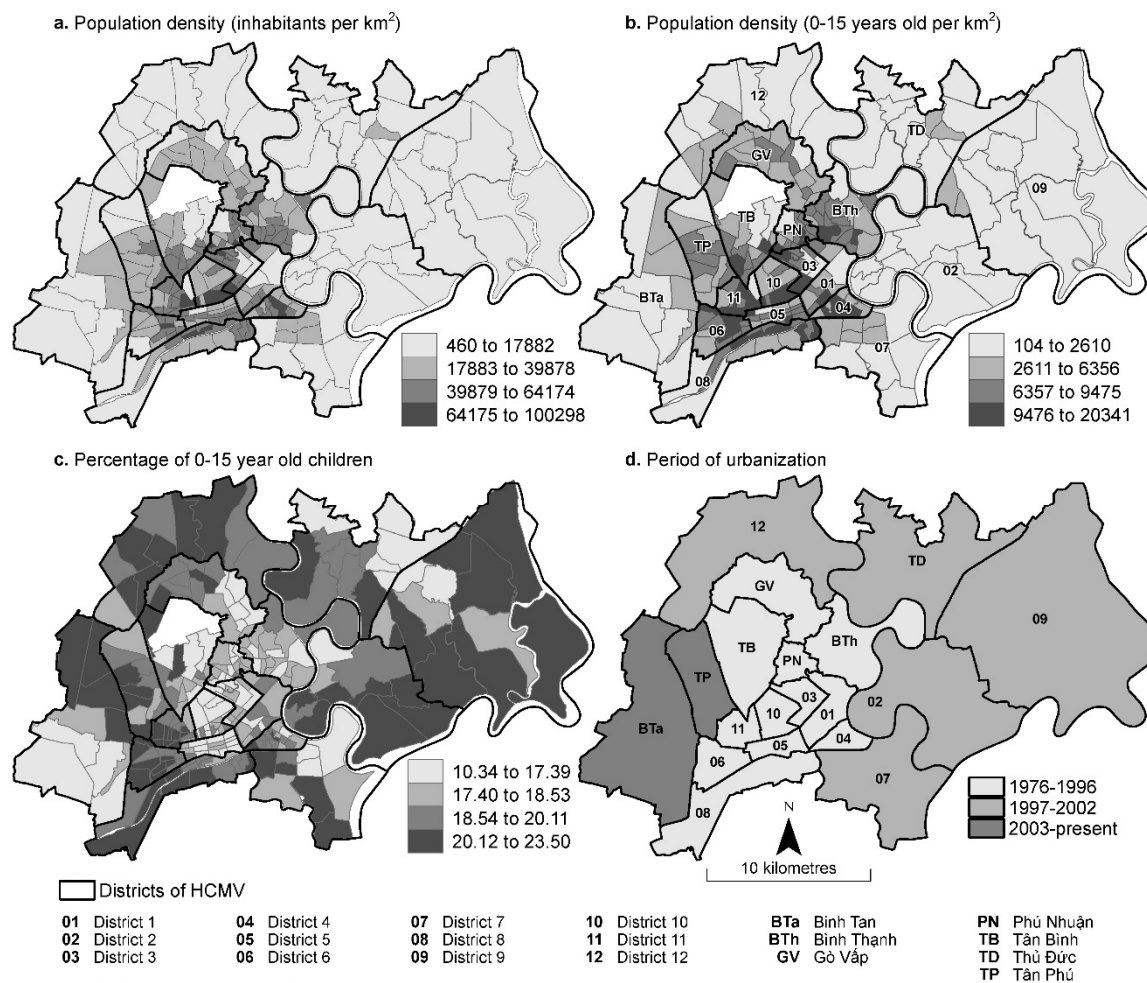 a. Population density (inhabitants per km²)
460 to 17882
17883 to 39878
39879 to 64174
64175 to 100298
b. Population density (0-15 years old per km²)
12
TD
GV
09
BTh
TB
PN
TP
03
02
10
01
BTa
11
04
05
06
07
08
104 to 2610
2611 to 6356
6357 to 9475
9476 to 20341
c. Percentage of 0-15 year old children
10.34 to 17.39
17.40 to 18.53
18.54 to 20.11
20.12 to 23.50
d. Period of urbanization
12
TD
GV
09
BTh
TB
PN
TP
03
02
10
01
BTa
11
04
05
06
07
08
1976-1996
1997-2002
2003-present
N
10 kilometres
Districts of HCMV
01 District 1
02 District 2
03 District 3
04 District 4
05 District 5
06 District 6
07 District 7
08 District 8
09 District 9
10 District 10
11 District 11
12 District 12
BTa Bình Tan
BTh Bình Thạnh
GV Gò Vấp
PN Phú Nhuận
TB Tân Bình
TD Thủ Đức
TP Tân Phú